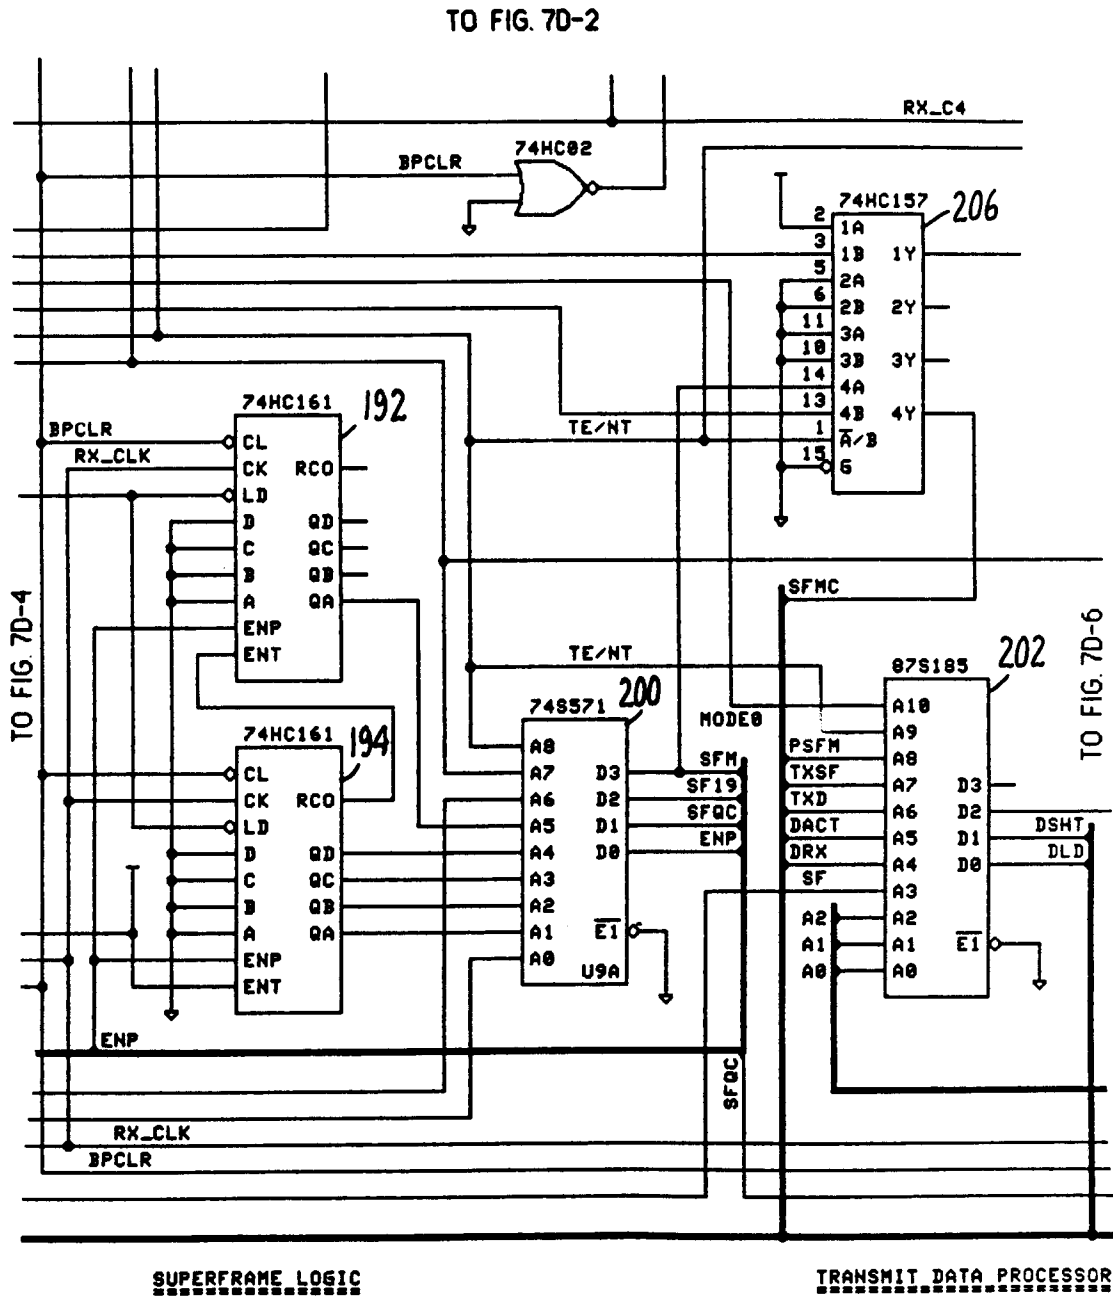 TO FIG. 7D-2
RX_C4
74HC02
BPCLR
74HC157
206
2 1A
3 1B 1Y
5 2A
6 2B 2Y
11 3A
10 3B 3Y
14 4A
13 4B 4Y
1 A̅/B
15 G
TE/NT
74HC161
192
BPCLR
RX_CLK
CL
CK RCO
LD
D QD
C QC
B QB
A QA
ENP
ENT
TO FIG. 7D-4
SFMC
TO FIG. 7D-6
TE/NT
74HC161
194
CL
CK RCO
LD
D QD
C QC
B QB
A QA
ENP
ENT
74S571
200
A8
A7 D3
A6 D2
A5 D1
A4 D0
A3
A2
A1 E̅1̅
A0
U9A
MODE0
SFM
SF19
SFQC
ENP
87S185
202
PSFM
TXSF
TXD
DACT
DRX
SF
A2
A1
A0
A10
A9
A8
A7 D3
A6 D2
A5 D1
A4 D0
A3
A2
A1 E̅1̅
A0
DSHT
DLD
ENP
SFQC
RX_CLK
BPCLR
SUPERFRAME LOGIC
TRANSMIT DATA PROCESSOR